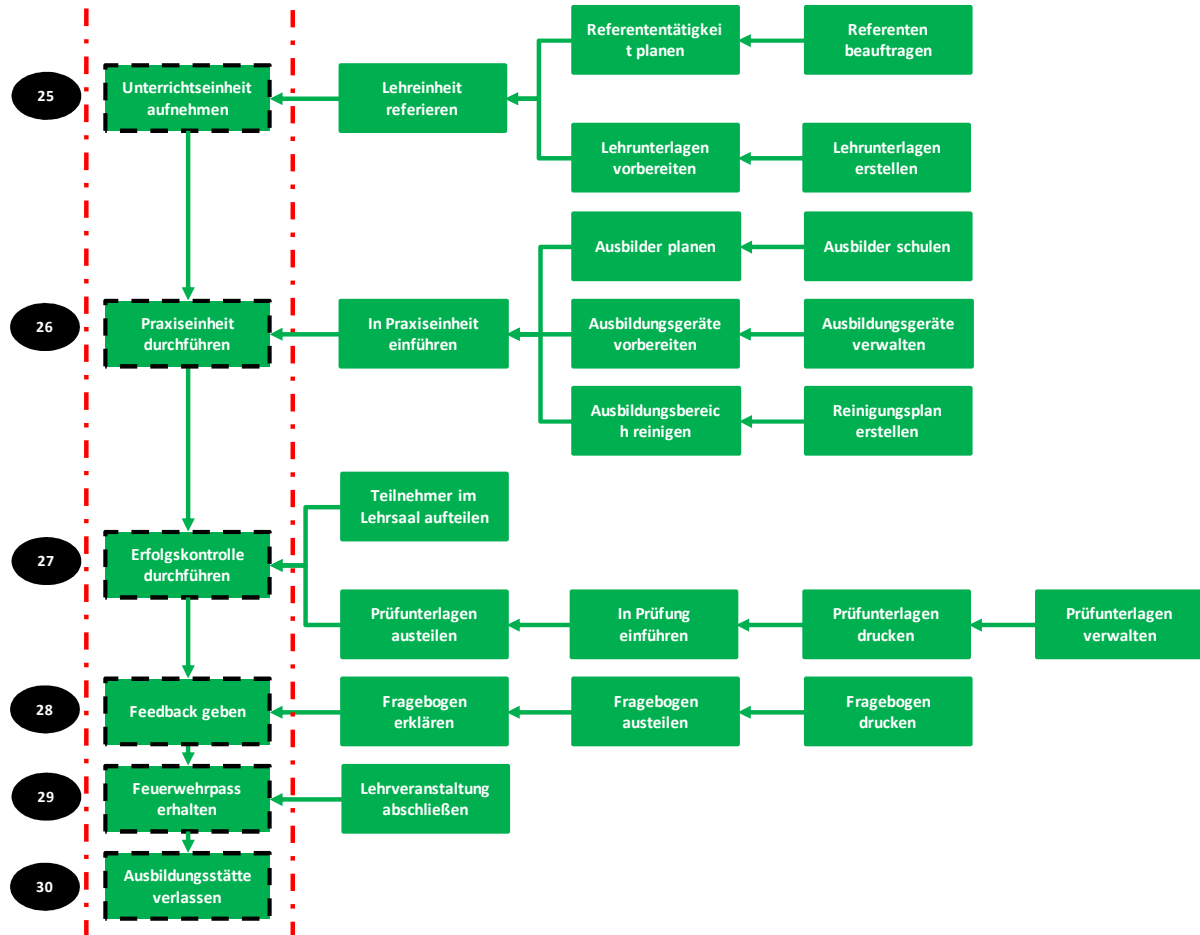 Referententätigkei
t planen
Referenten
beauftragen
25
Unterrichtseinheit
aufnehmen
Lehreinheit
referieren
Lehrunterlagen
vorbereiten
Lehrunterlagen
erstellen
Ausbilder planen
Ausbilder schulen
26
Praxiseinheit
durchführen
In Praxiseinheit
einführen
Ausbildungsgeräte
vorbereiten
Ausbildungsgeräte
verwalten
Ausbildungsbereic
h reinigen
Reinigungsplan
erstellen
Teilnehmer im
Lehrsaal aufteilen
27
Erfolgskontrolle
durchführen
Prüfunterlagen
austeilen
In Prüfung
einführen
Prüfunterlagen
drucken
Prüfunterlagen
verwalten
28
Feedback geben
Fragebogen
erklären
Fragebogen
austeilen
Fragebogen
drucken
29
Feuerwehrpass
erhalten
Lehrveranstaltung
abschließen
30
Ausbildungsstätte
verlassen